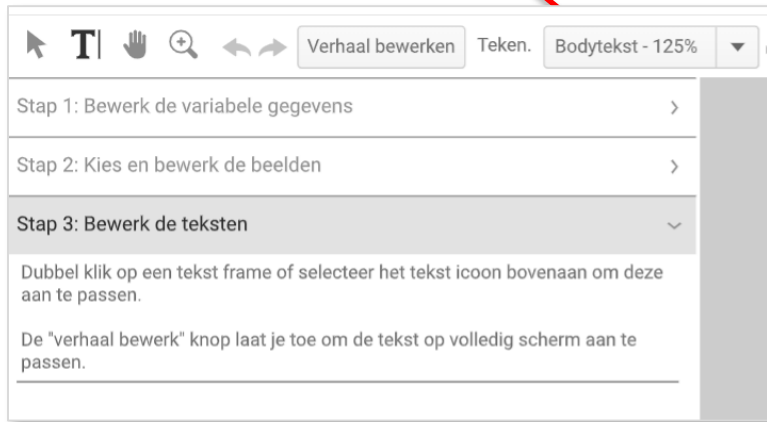 T Verhaal bewerken Teken. Bodytekst - 125%
Stap 1: Bewerk de variabele gegevens
Stap 2: Kies en bewerk de beelden
Stap 3: Bewerk de teksten
Dubbel klik op een tekst frame of selecteer het tekst icoon bovenaan om deze
aan te passen.
De "verhaal bewerk" knop laat je toe om de tekst op volledig scherm aan te
passen.